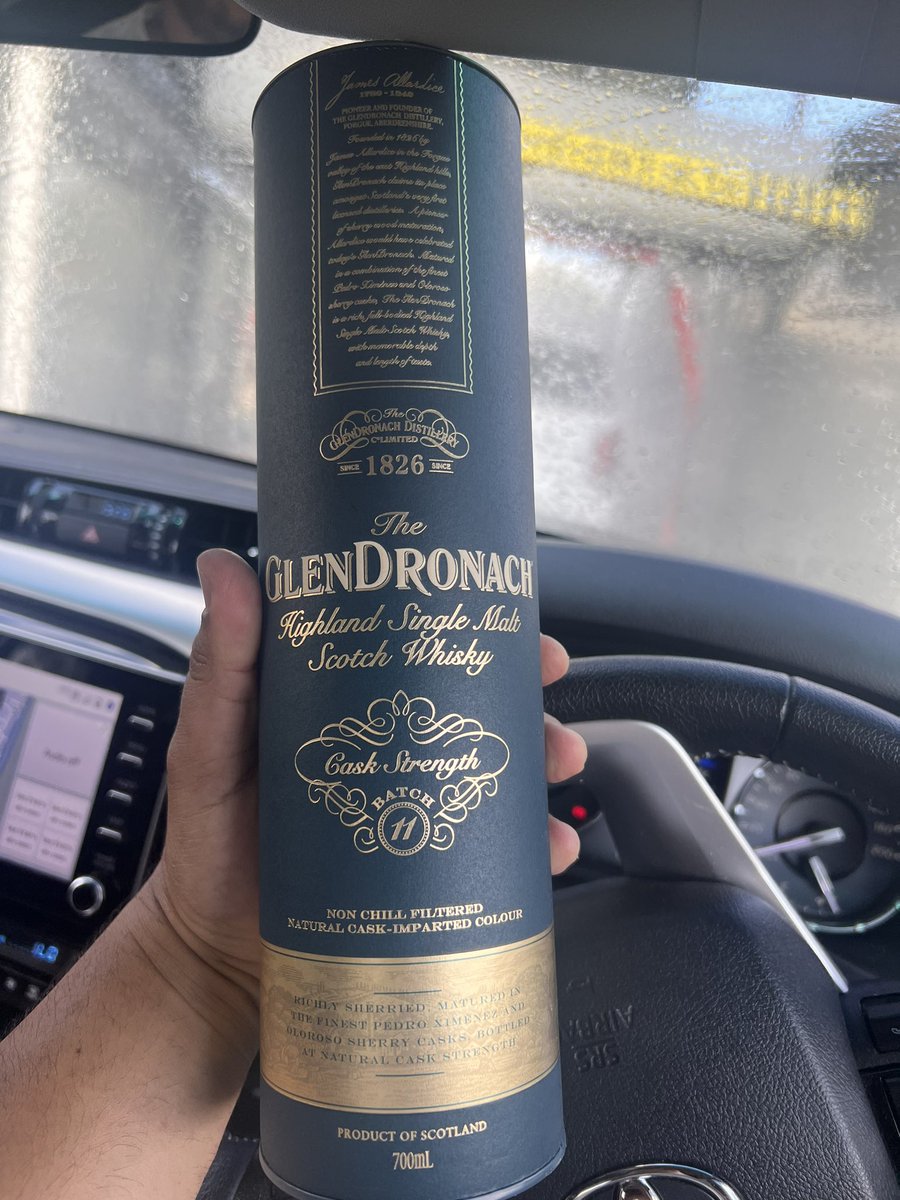 James Allardice
1780 - 1849
PIONEER AND FOUNDER OF
THE GLENDRONACH DISTILLERY,
FORGUE, ABERDEENSHIRE.
Founded in 1826 by
James Allardice in the Forgue
valley of the east Highland hills,
GlenDronach claims its place
amongst Scotland's very first
licensed distilleries. A pioneer
of sherry wood maturation,
Allardice would have celebrated
today's GlenDronach. Matured
in a combination of the finest
Pedro Ximénez and Oloroso
sherry casks, The GlenDronach
is a rich, full-bodied Highland
Single Malt Scotch Whisky,
with memorable depth
and length of taste.
The
GLENDRONACH DISTILLERY
Cº LIMITED
SINCE 1826 SINCE
The
GLENDRONACH
Highland Single Malt
Scotch Whisky
Cask Strength
BATCH
11
NON CHILL FILTERED
NATURAL CASK-IMPARTED COLOUR
RICHLY SHERRIED, MATURED IN
THE FINEST PEDRO XIMENEZ AND
OLOROSO SHERRY CASKS, BOTTLED
AT NATURAL CASK STRENGTH
PRODUCT OF SCOTLAND
700mL
SRS
AIRBAG